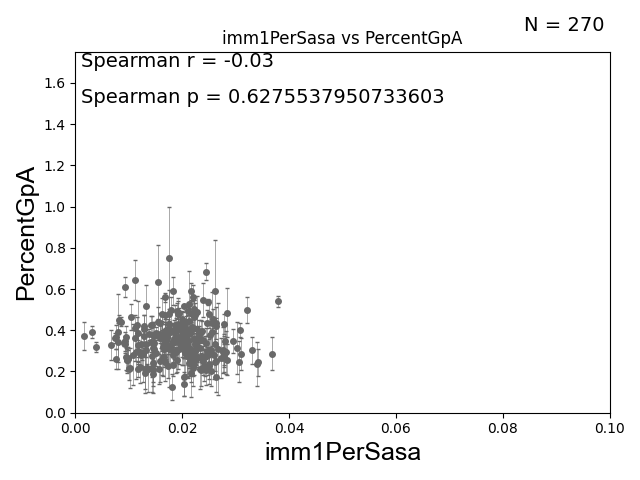 N = 270
imm1PerSasa vs PercentGpA
Spearman r = -0.03
Spearman p = 0.6275537950733603
PercentGpA
1.6
1.4
1.2
1.0
0.8
0.6
0.4
0.2
0.0
0.00 0.02 0.04 0.06 0.08 0.10
imm1PerSasa